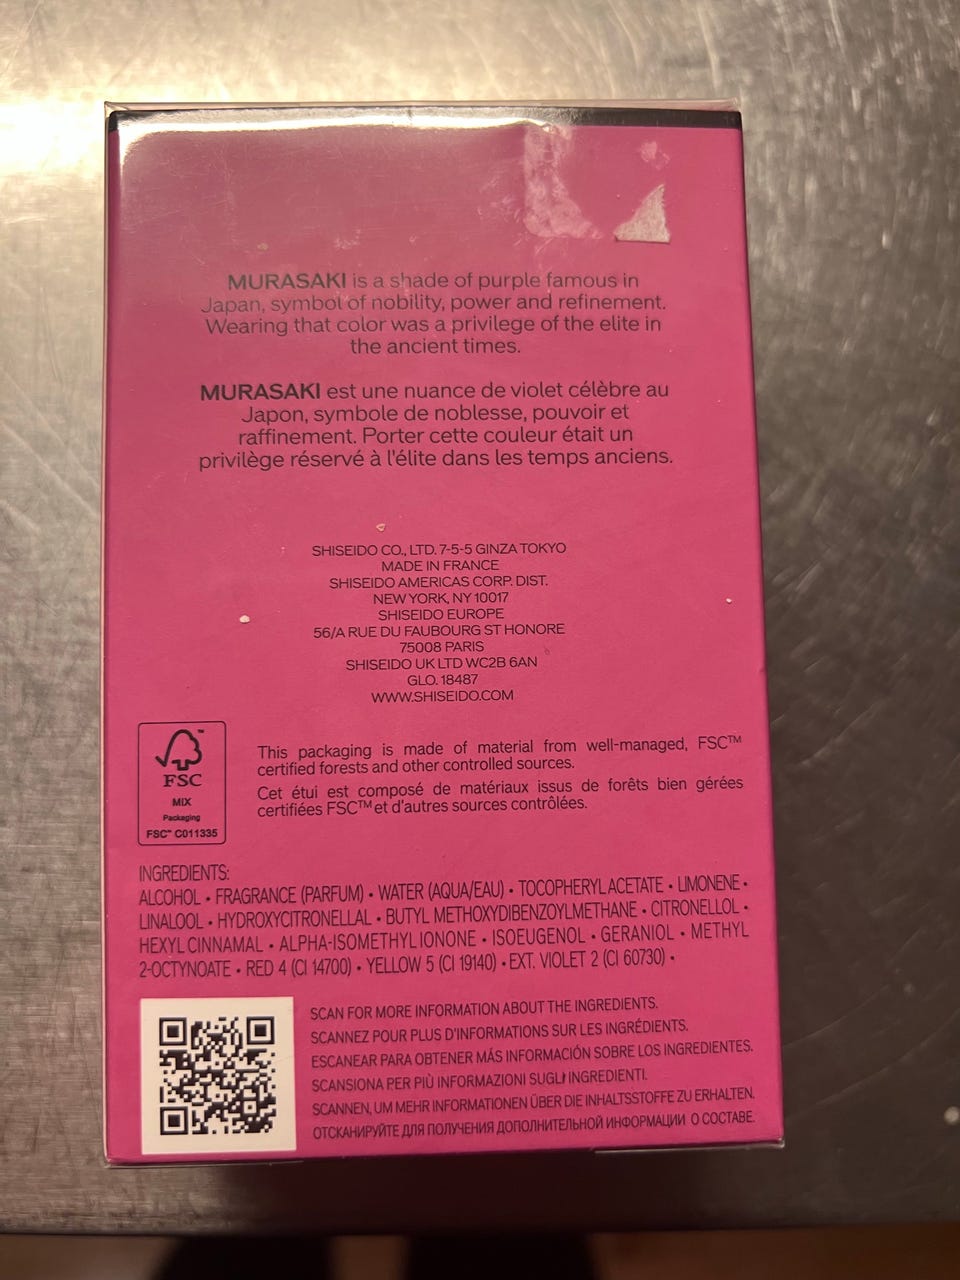 MURASAKI is a shade of purple famous in
Japan, symbol of nobility, power and refinement.
Wearing that color was a privilege of the elite in
the ancient times.
MURASAKI est une nuance de violet célèbre au
Japon, symbole de noblesse, pouvoir et
raffinement. Porter cette couleur était un
privilège réservé à l'élite dans les temps anciens.
SHISEIDO CO., LTD. 7-5-5 GINZA TOKYO
MADE IN FRANCE
SHISEIDO AMERICAS CORP. DIST.
NEW YORK, NY 10017
SHISEIDO EUROPE
56/A RUE DU FAUBOURG ST HONORE
75008 PARIS
SHISEIDO UK LTD WC2B 6AN
GLO. 18487
WWW.SHISEIDO.COM
™
FSC
MIX
Packaging
FSC™ C011335
This packaging is made of material from well-managed, FSC™
certified forests and other controlled sources.
Cet étui est composé de matériaux issus de forêts bien gérées
certifiées FSC™ et d'autres sources contrôlées.
INGREDIENTS:
ALCOHOL • FRAGRANCE (PARFUM) • WATER (AQUA/EAU) • TOCOPHERYL ACETATE • LIMONENE •
LINALOOL • HYDROXYCITRONELLAL • BUTYL METHOXYDIBENZOYLMETHANE • CITRONELLOL •
HEXYL CINNAMAL • ALPHA-ISOMETHYL IONONE • ISOEUGENOL • GERANIOL • METHYL
2-OCTYNOATE • RED 4 (CI 14700) • YELLOW 5 (CI 19140) • EXT. VIOLET 2 (CI 60730) •
SCAN FOR MORE INFORMATION ABOUT THE INGREDIENTS.
SCANNEZ POUR PLUS D'INFORMATIONS SUR LES INGRÉDIENTS.
ESCANEAR PARA OBTENER MÁS INFORMACIÓN SOBRE LOS INGREDIENTES.
SCANSIONA PER PIÙ INFORMAZIONI SUGLI INGREDIENTI.
SCANNEN, UM MEHR INFORMATIONEN ÜBER DIE INHALTSSTOFFE ZU ERHALTEN.
ОТСКАНИРУЙТЕ ДЛЯ ПОЛУЧЕНИЯ ДОПОЛНИТЕЛЬНОЙ ИНФОРМАЦИИ О СОСТАВЕ.